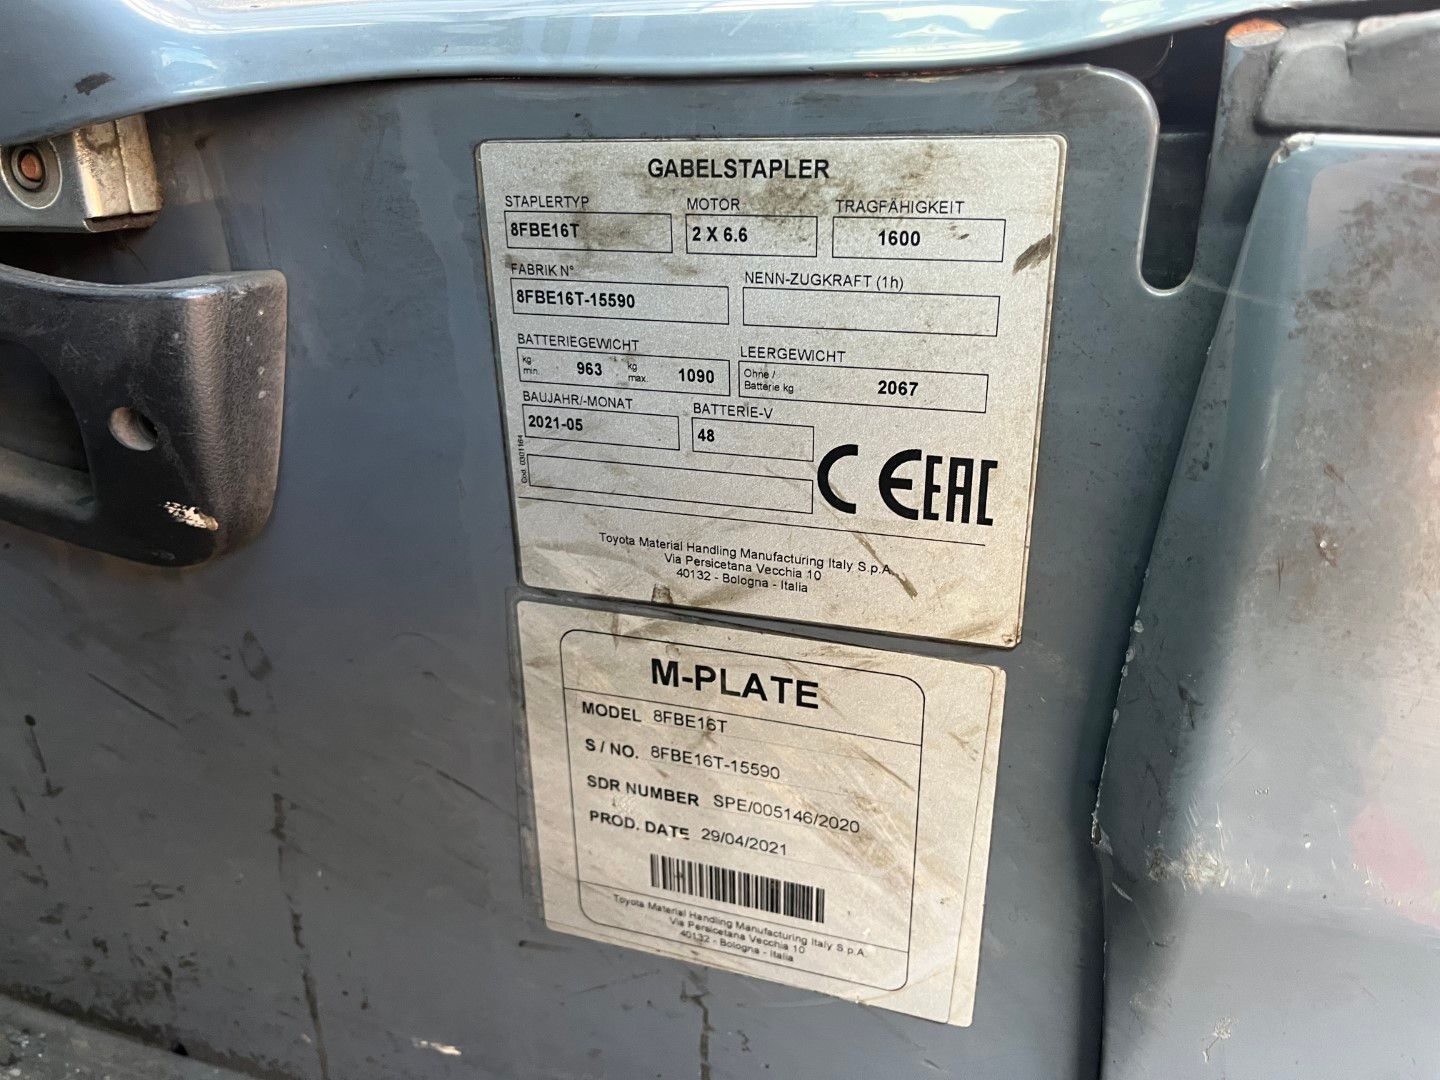 GABELSTAPLER
STAPLERTYP MOTOR TRAGFÄHIGKEIT
8FBE16T 2 X 6.6 1600
FABRIK N° NENN-ZUGKRAFT (1h)
8FBE16T-15590
BATTERIEGEWICHT LEERGEWICHT
kg min. 963 kg max. 1090 Ohne / Batterie kg 2067
BAUJAHR/-MONAT BATTERIE-V
2021-05 48
Cod. 0301164
CE EAC
Toyota Material Handling Manufacturing Italy S.p.A.
Via Persicetana Vecchia 10
40132 - Bologna - Italia
M-PLATE
MODEL 8FBE16T
S / NO. 8FBE16T-15590
SDR NUMBER SPE/005146/2020
PROD. DATE 29/04/2021
Toyota Material Handling Manufacturing Italy S.p.A.
Via Persicetana Vecchia 10
40132 - Bologna - Italia